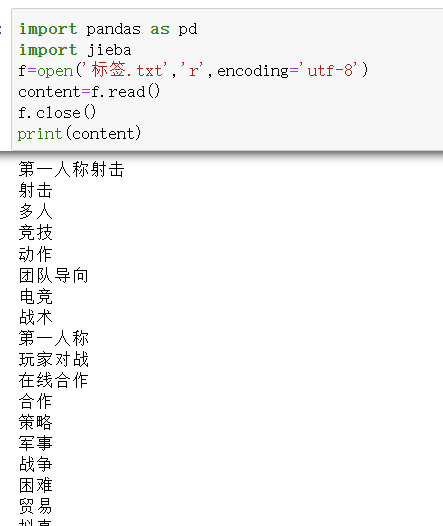 import pandas as pd
import jieba
f=open('标签.txt','r',encoding='utf-8')
content=f.read()
f.close()
print(content)
第一人称射击
射击
多人
竞技
动作
团队导向
电竞
战术
第一人称
玩家对战
在线合作
合作
策略
军事
战争
困难
贸易